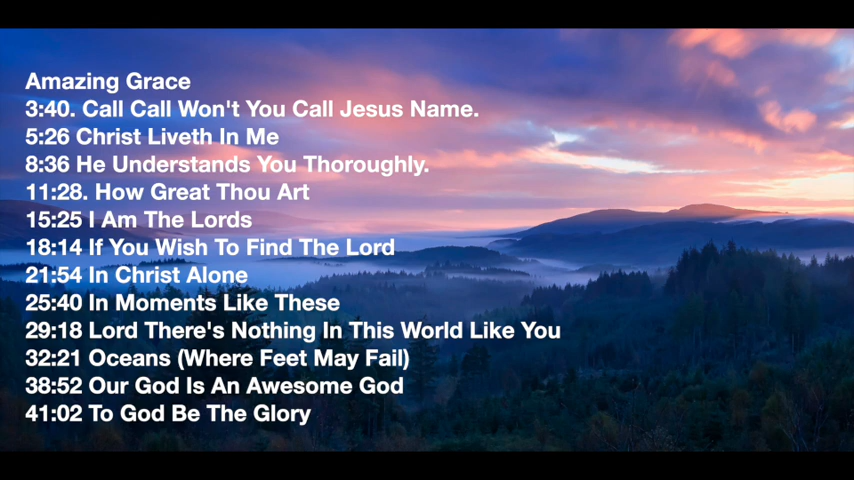 Amazing Grace
3:40. Call Call Won't You Call Jesus Name.
5:26 Christ Liveth In Me
8:36 He Understands You Thoroughly.
11:28. How Great Thou Art
15:25 I Am The Lords
18:14 If You Wish To Find The Lord
21:54 In Christ Alone
25:40 In Moments Like These
29:18 Lord There's Nothing In This World Like You
32:21 Oceans (Where Feet May Fail)
38:52 Our God Is An Awesome God
41:02 To God Be The Glory